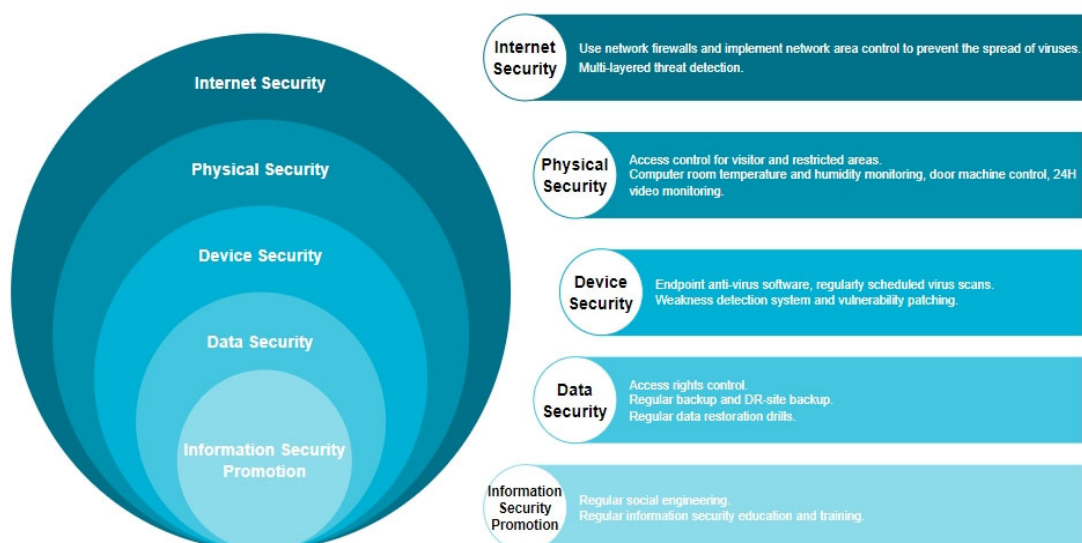 Internet Security
Physical Security
Device Security
Data Security
Information Security
Promotion
Internet
Security
Use network firewalls and implement network area control to prevent the spread of viruses.
Multi-layered threat detection.
Physical
Security
Access control for visitor and restricted areas.
Computer room temperature and humidity monitoring, door machine control, 24H
video monitoring.
Device
Security
Endpoint anti-virus software, regularly scheduled virus scans.
Weakness detection system and vulnerability patching.
Data
Security
Access rights control.
Regular backup and DR-site backup.
Regular data restoration drills.
Information
Security
Promotion
Regular social engineering.
Regular information security education and training.